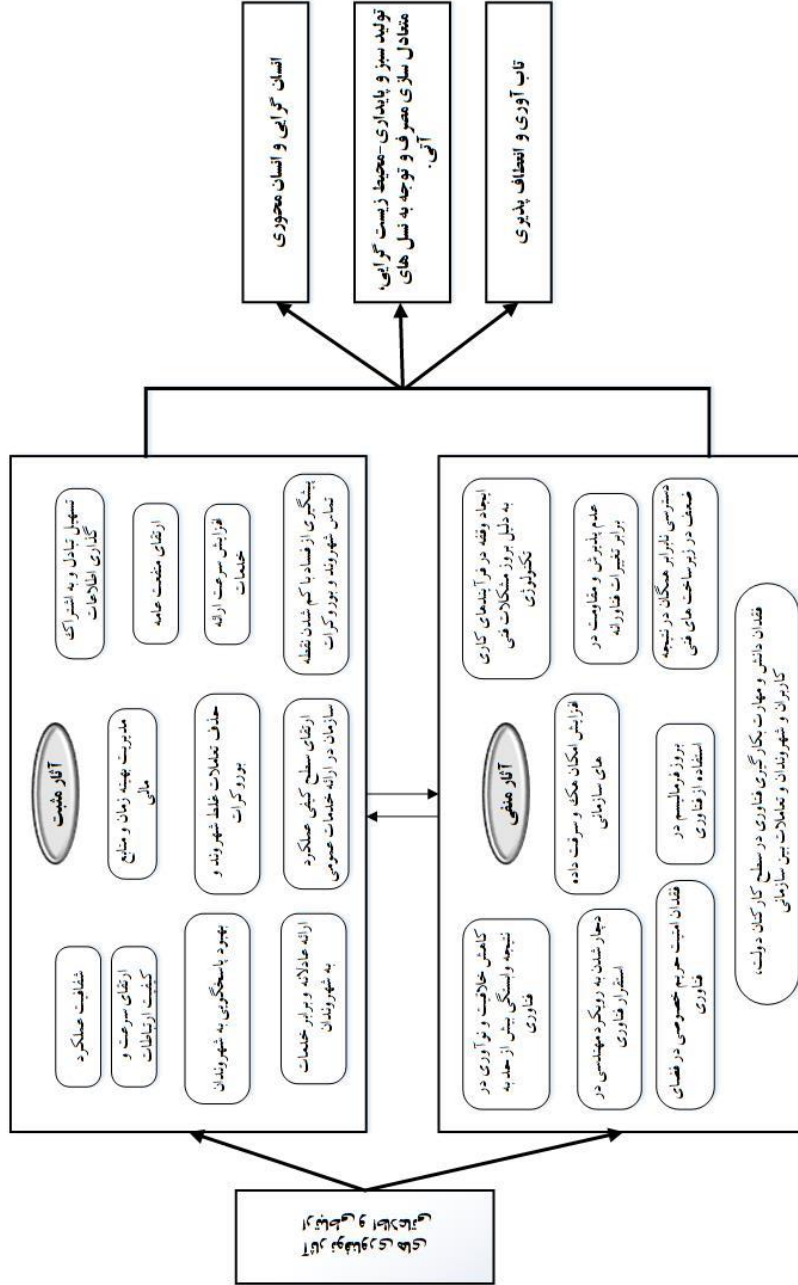 آثار نوفناوری های
ارتباطی و اطلاعاتی
آثار مثبت
تسهیل تبادل و به اشتراک
گذاری اطلاعات
شفافیت عملکرد
ارتقای منفعت عامه
مدیریت بهینه زمان و منابع
مالی
ارتقای سرعت و
کیفیت ارتباطات
افزایش سرعت ارائه
خدمات
حذف تعاملات غلط شهروند و
بوروکرات
بهبود پاسخگویی به شهروندان
پیشگیری از فساد با کم شدن نقطه
تماس شهروند و بوروکرات
ارتقای سطح کیفی عملکرد
سازمان در ارائه خدمات عمومی
ارائه عادلانه و برابر خدمات
به شهروندان
آثار منفی
ایجاد وقفه در فرآیندهای کاری
به دلیل بروز مشکلات فنی
تکنولوژی
کاهش خلاقیت و نوآوری در
نتیجه وابستگی بیش از حد به
فناوری
عدم پذیرش و مقاومت در
برابر تغییرات فناورانه
افزایش امکان هک و سرقت داده
های سازمانی
دچار شدن به رویکرد مهندسی در
استقرار فناوری
دسترسی نابرابر همگان در نتیجه
ضعف در زیرساخت های فنی
بروز فرمالیسم در
استفاده از فناوری
فقدان امنیت حریم خصوصی در فضای
فناوری
فقدان دانش و مهارت بکارگیری فناوری در سطح کارکنان دولت،
کاربران و شهروندان و تعاملات بین سازمانی
انسان گرایی و انسان محوری
تولید سبز و پایداری-محیط زیست گرایی،
متعادل سازی مصرف و توجه به نسل های
آتی.
تاب آوری و انعطاف پذیری